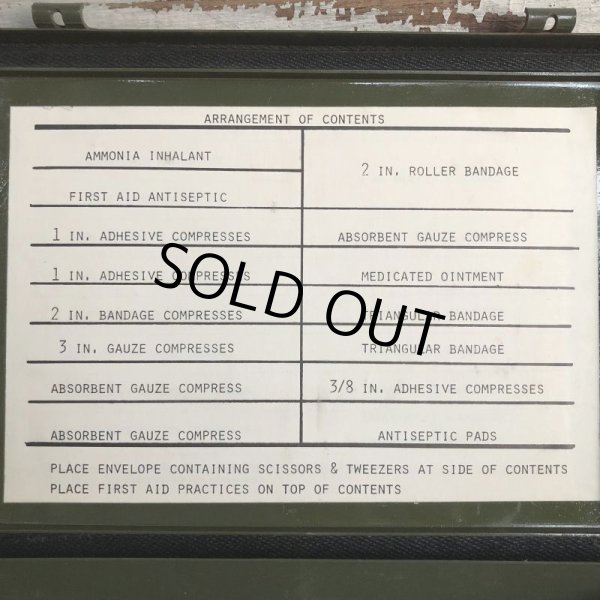 ARRANGEMENT OF CONTENTS
AMMONIA INHALANT
FIRST AID ANTISEPTIC
1 IN. ADHESIVE COMPRESSES
1 IN. ADHESIVE COMPRESSES
2 IN. BANDAGE COMPRESSES
3 IN. GAUZE COMPRESSES
ABSORBENT GAUZE COMPRESS
ABSORBENT GAUZE COMPRESS
2 IN. ROLLER BANDAGE
ABSORBENT GAUZE COMPRESS
MEDICATED OINTMENT
TRIANGULAR BANDAGE
TRIANGULAR BANDAGE
3/8 IN. ADHESIVE COMPRESSES
ANTISEPTIC PADS
PLACE ENVELOPE CONTAINING SCISSORS & TWEEZERS AT SIDE OF CONTENTS
PLACE FIRST AID PRACTICES ON TOP OF CONTENTS
SOLD OUT